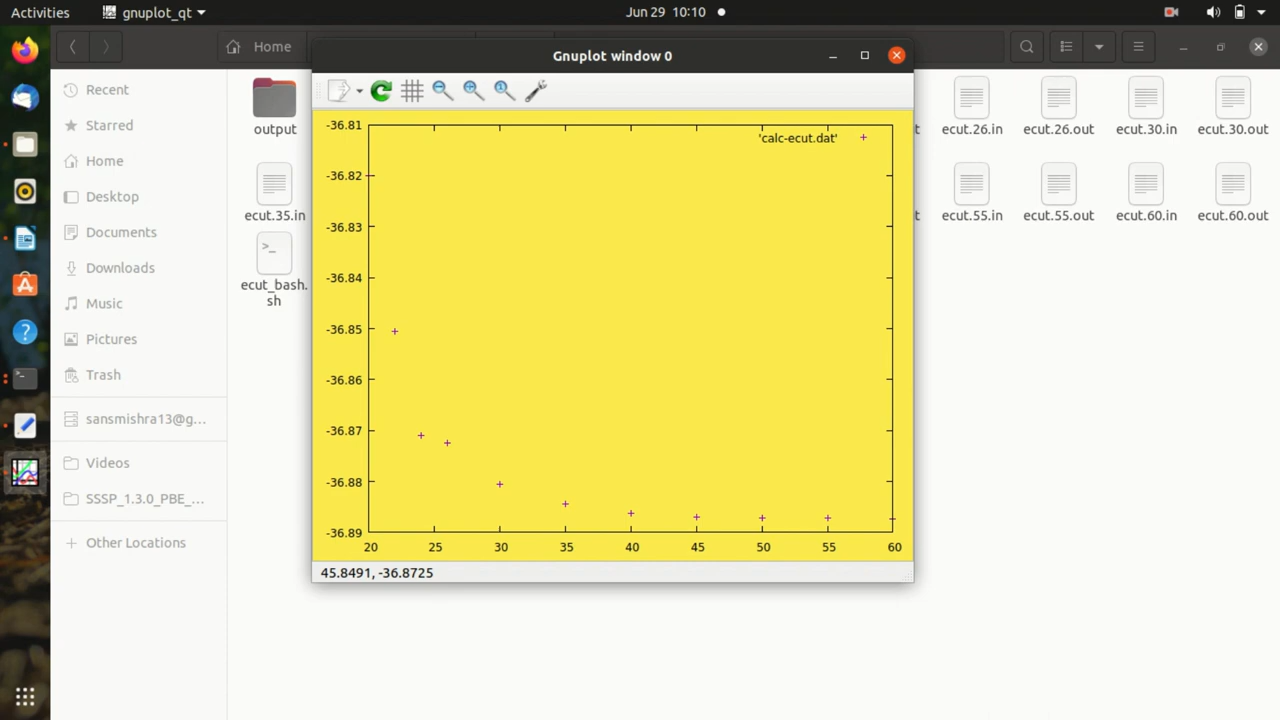 Activities
gnuplot_qt
Jun 29 10:10
Home
Gnuplot window 0
Recent
Starred
Home
Desktop
Documents
Downloads
Music
Pictures
Trash
sansmishra13@g...
Videos
SSSP_1.3.0_PBE_...
Other Locations
output
ecut.26.in
ecut.26.out
ecut.30.in
ecut.30.out
ecut.35.in
ecut.55.in
ecut.55.out
ecut.60.in
ecut.60.out
ecut_bash.
sh
'calc-ecut.dat'
-36.81
-36.82
-36.83
-36.84
-36.85
-36.86
-36.87
-36.88
-36.89
20 25 30 35 40 45 50 55 60
45.8491, -36.8725